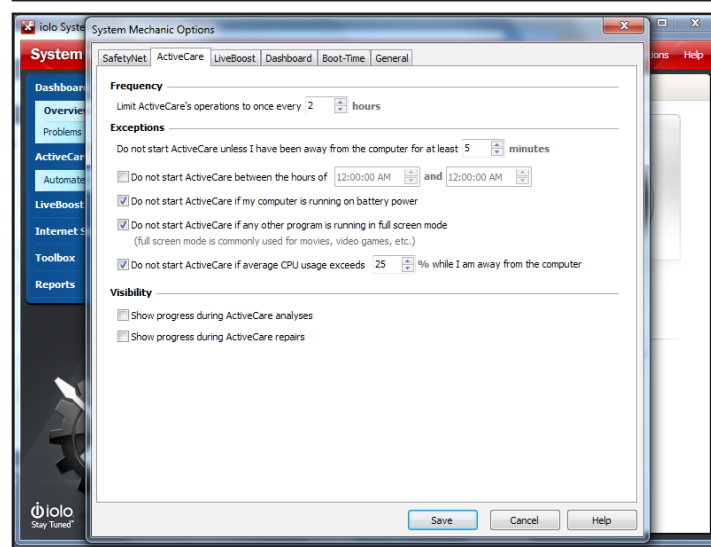 iolo Syste
System Mechanic Options
System
ions Help
SafetyNet ActiveCare LiveBoost Dashboard Boot-Time General
Dashboar
Overvie
Problems
ActiveCar
Automate
LiveBoost
Internet S
Toolbox
Reports
Frequency
Limit ActiveCare's operations to once every 2 hours
Exceptions
Do not start ActiveCare unless I have been away from the computer for at least 5 minutes
Do not start ActiveCare between the hours of 12:00:00 AM and 12:00:00 AM
Do not start ActiveCare if my computer is running on battery power
Do not start ActiveCare if any other program is running in full screen mode
(full screen mode is commonly used for movies, video games, etc.)
Do not start ActiveCare if average CPU usage exceeds 25 % while I am away from the computer
Visibility
Show progress during ActiveCare analyses
Show progress during ActiveCare repairs
iolo
Stay Tuned™
Save Cancel Help